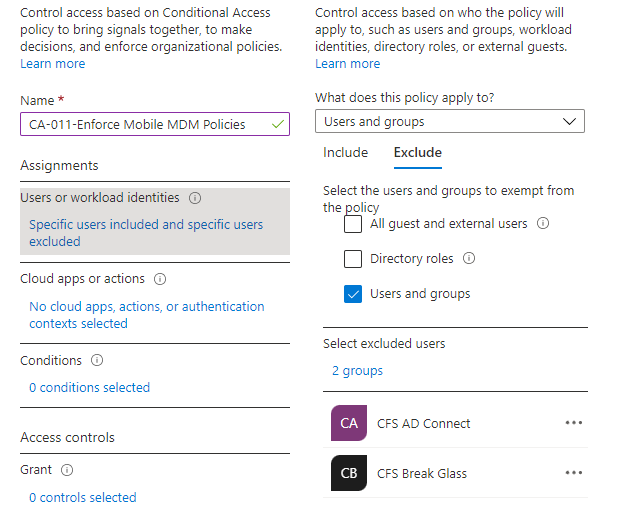 Control access based on Conditional Access
policy to bring signals together, to make
decisions, and enforce organizational policies.
Learn more
Name *
CA-011-Enforce Mobile MDM Policies
Assignments
Users or workload identities
Specific users included and specific users
excluded
Cloud apps or actions
No cloud apps, actions, or authentication
contexts selected
Conditions
0 conditions selected
Access controls
Grant
0 controls selected
Control access based on who the policy will
apply to, such as users and groups, workload
identities, directory roles, or external guests.
Learn more
What does this policy apply to?
Users and groups
Include Exclude
Select the users and groups to exempt from
the policy
All guest and external users
Directory roles
Users and groups
Select excluded users
2 groups
CA CFS AD Connect
CB CFS Break Glass